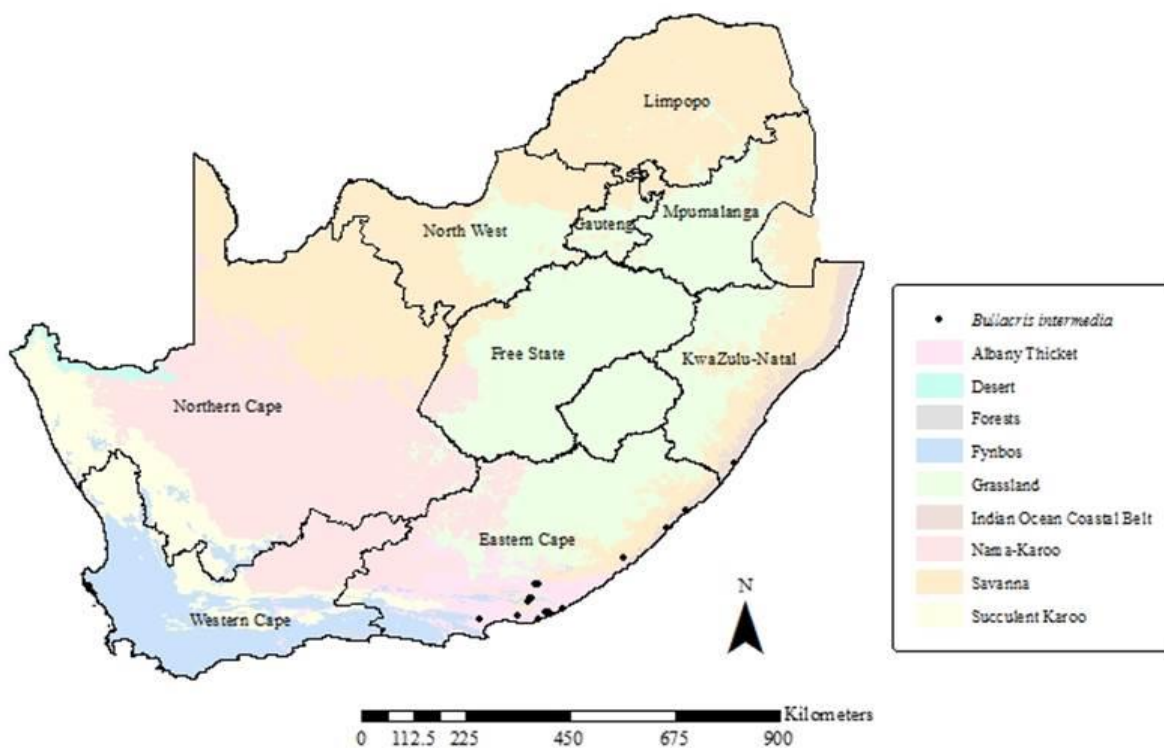 Limpopo
North West
Gauteng
Mpumalanga
Free State
KwaZulu-Natal
Northern Cape
Eastern Cape
Western Cape
Bullacris intermedia
Albany Thicket
Desert
Forests
Fynbos
Grassland
Indian Ocean Coastal Belt
Nama-Karoo
Savanna
Succulent Karoo
N
Kilometers
0 112.5 225 450 675 900